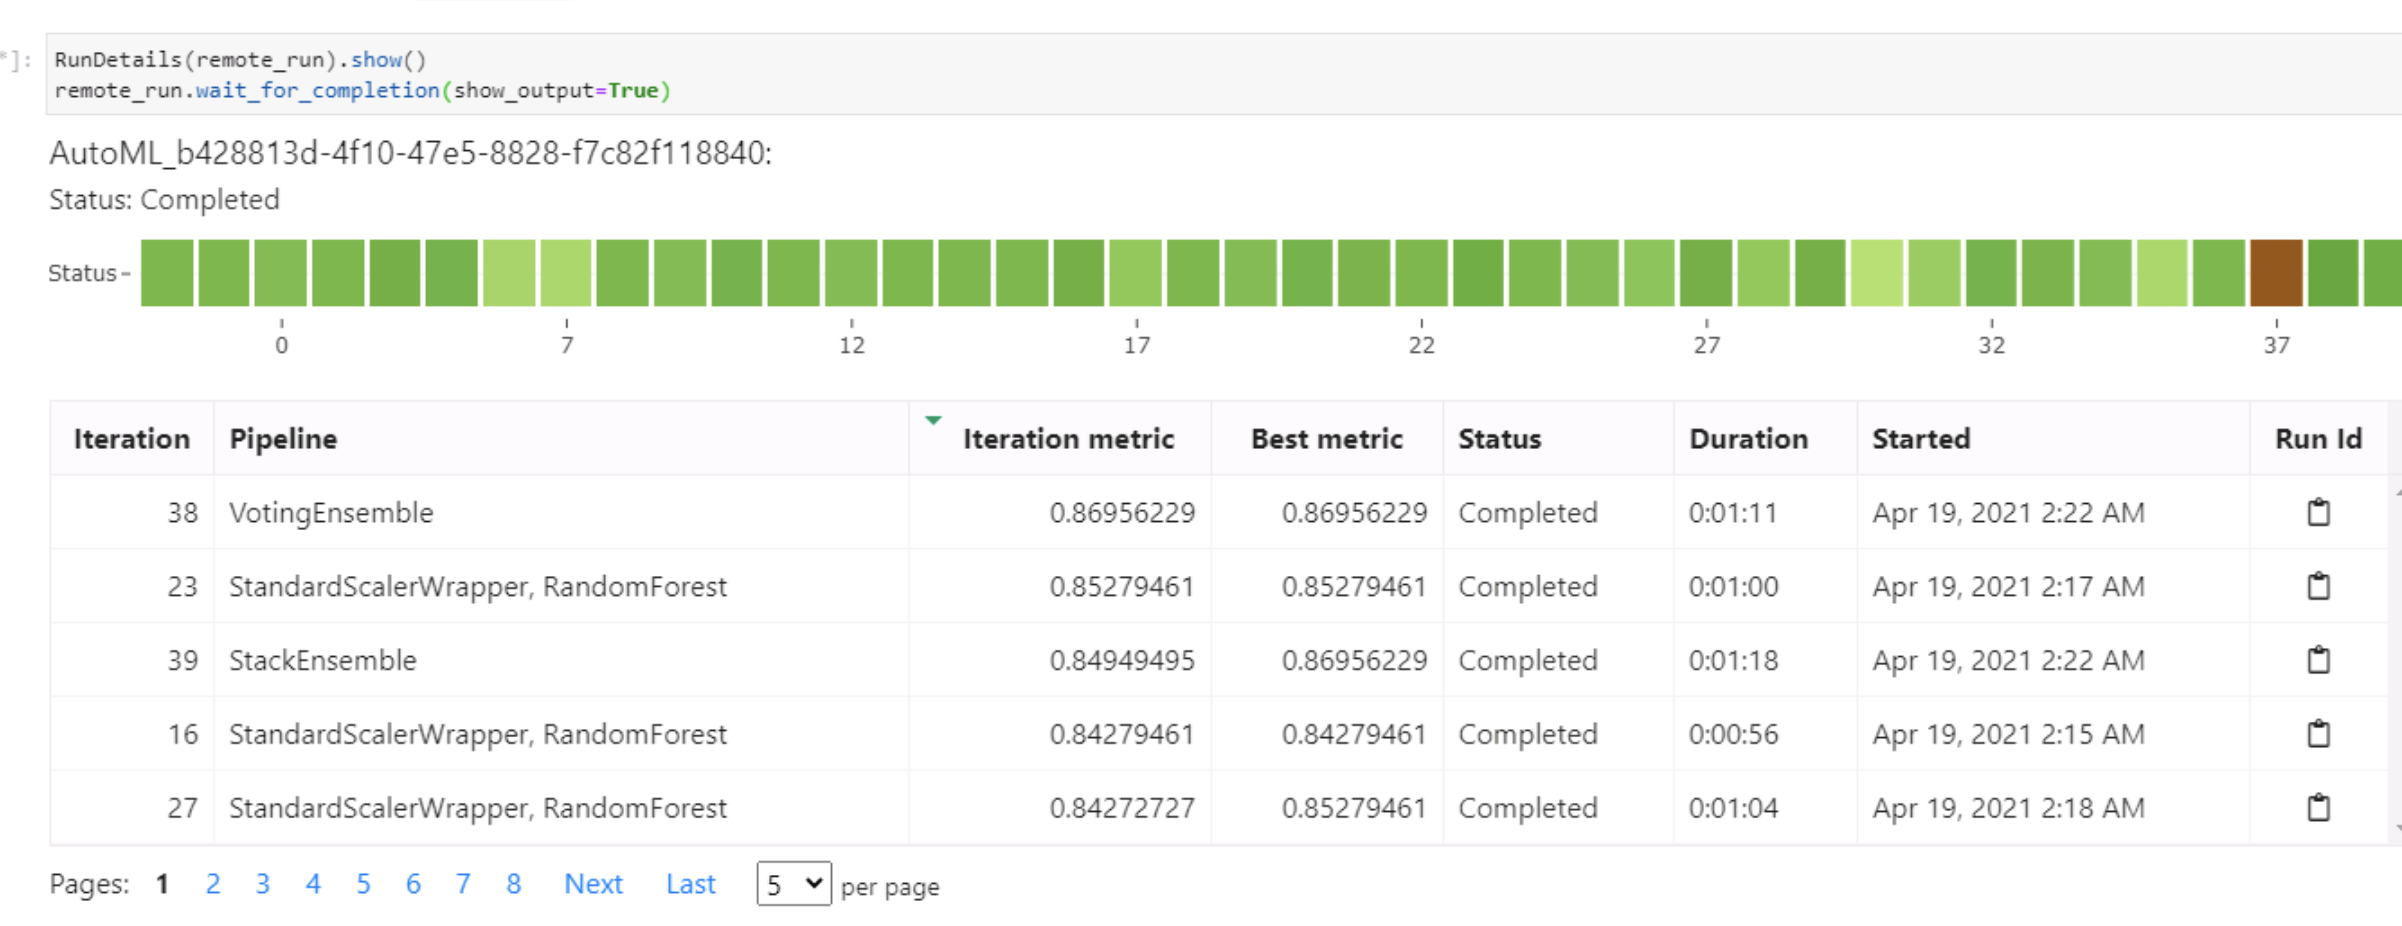 *]:
RunDetails(remote_run).show()
remote_run.wait_for_completion(show_output=True)
AutoML_b428813d-4f10-47e5-8828-f7c82f118840:
Status: Completed
Status
0 7 12 17 22 27 32 37
Iteration Pipeline Iteration metric Best metric Status Duration Started Run Id
38 VotingEnsemble 0.86956229 0.86956229 Completed 0:01:11 Apr 19, 2021 2:22 AM
23 StandardScalerWrapper, RandomForest 0.85279461 0.85279461 Completed 0:01:00 Apr 19, 2021 2:17 AM
39 StackEnsemble 0.84949495 0.86956229 Completed 0:01:18 Apr 19, 2021 2:22 AM
16 StandardScalerWrapper, RandomForest 0.84279461 0.84279461 Completed 0:00:56 Apr 19, 2021 2:15 AM
27 StandardScalerWrapper, RandomForest 0.84272727 0.85279461 Completed 0:01:04 Apr 19, 2021 2:18 AM
Pages: 1 2 3 4 5 6 7 8 Next Last 5 per page